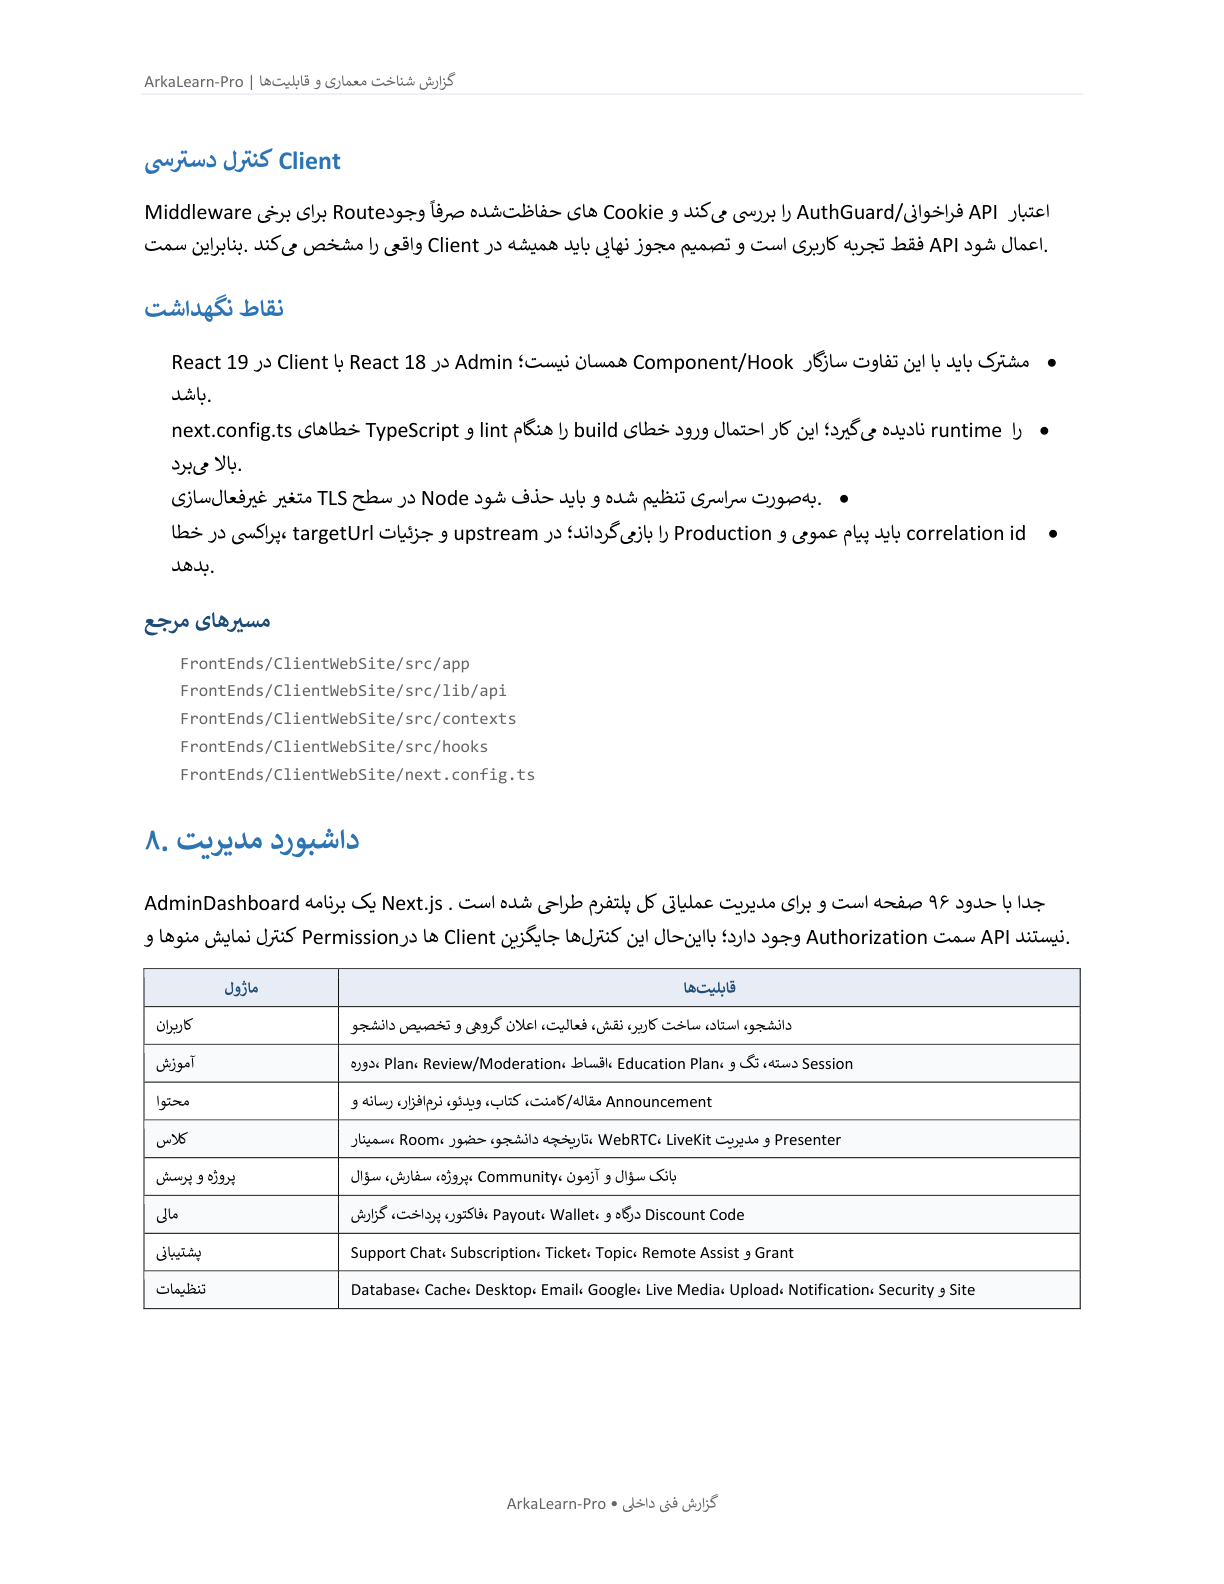 ArkaLearn-Pro | گزارش شناخت معماری و قابلیت‌ها
کنترل دسترسی Client
Middleware برای برخی Routeهای حفاظت‌شده صرفاً وجود Cookie را بررسی می‌کند و AuthGuard/فراخوانی API اعتبار
واقعی را مشخص می‌کند. بنابراین سمت Client فقط تجربه کاربری است و تصمیم مجوز نهایی باید همیشه در API اعمال شود.
نقاط نگهداشت
• React 19 در Client با React 18 در Admin همسان نیست؛ Component/Hook مشترک باید با این تفاوت سازگار
باشد.
• next.config.ts خطاهای TypeScript و lint را هنگام build نادیده می‌گیرد؛ این کار احتمال ورود خطای runtime را
بالا می‌برد.
• متغیر غیرفعال‌سازی TLS در سطح Node به‌صورت سراسری تنظیم شده و باید حذف شود.
• پراکسی در خطا، targetUrl و جزئیات upstream را بازمی‌گرداند؛ در Production باید پیام عمومی و correlation id
بدهد.
مسیرهای مرجع
FrontEnds/ClientWebSite/src/app
FrontEnds/ClientWebSite/src/lib/api
FrontEnds/ClientWebSite/src/contexts
FrontEnds/ClientWebSite/src/hooks
FrontEnds/ClientWebSite/next.config.ts
۸. داشبورد مدیریت
AdminDashboard یک برنامه Next.js جدا با حدود ۹۶ صفحه است و برای مدیریت عملیاتی کل پلتفرم طراحی شده است.
کنترل نمایش منوها و Permissionها در Client وجود دارد؛ بااین‌حال این کنترل‌ها جایگزین Authorization سمت API نیستند.
ماژول	قابلیت‌ها
کاربران	دانشجو، استاد، ساخت کاربر، نقش، فعالیت، اعلان گروهی و تخصیص دانشجو
آموزش	دوره، Plan، Review/Moderation، اقساط، Education Plan، دسته، تگ و Session
محتوا	مقاله/کامنت، کتاب، ویدئو، نرم‌افزار، رسانه و Announcement
کلاس	سمینار، Room، تاریخچه دانشجو، حضور، WebRTC، LiveKit و مدیریت Presenter
پروژه و پرسش	پروژه، سفارش، سؤال، Community، بانک سؤال و آزمون
مالی	فاکتور، پرداخت، گزارش، Payout، Wallet، درگاه و Discount Code
پشتیبانی	Support Chat، Subscription، Ticket، Topic، Remote Assist و Grant
تنظیمات	Database، Cache، Desktop، Email، Google، Live Media، Upload، Notification، Security و Site
ArkaLearn-Pro • گزارش فنی داخلی